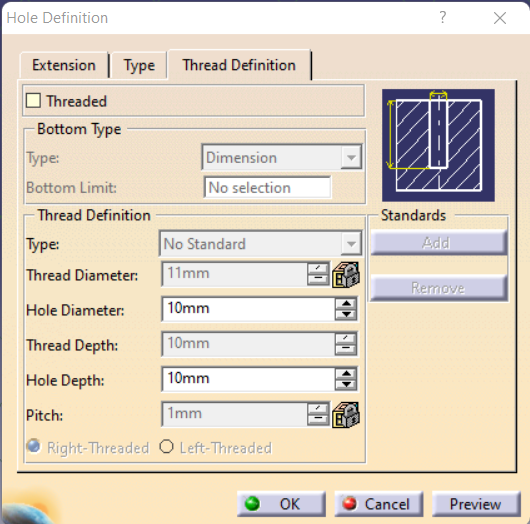 Hole Definition
? ×
Extension Type Thread Definition
Threaded
Bottom Type
Type: Dimension
Bottom Limit: No selection
Thread Definition Standards
Type: No Standard Add
Thread Diameter: 11mm
Remove
Hole Diameter: 10mm
Thread Depth: 10mm
Hole Depth: 10mm
Pitch: 1mm
Right-Threaded Left-Threaded
OK Cancel Preview